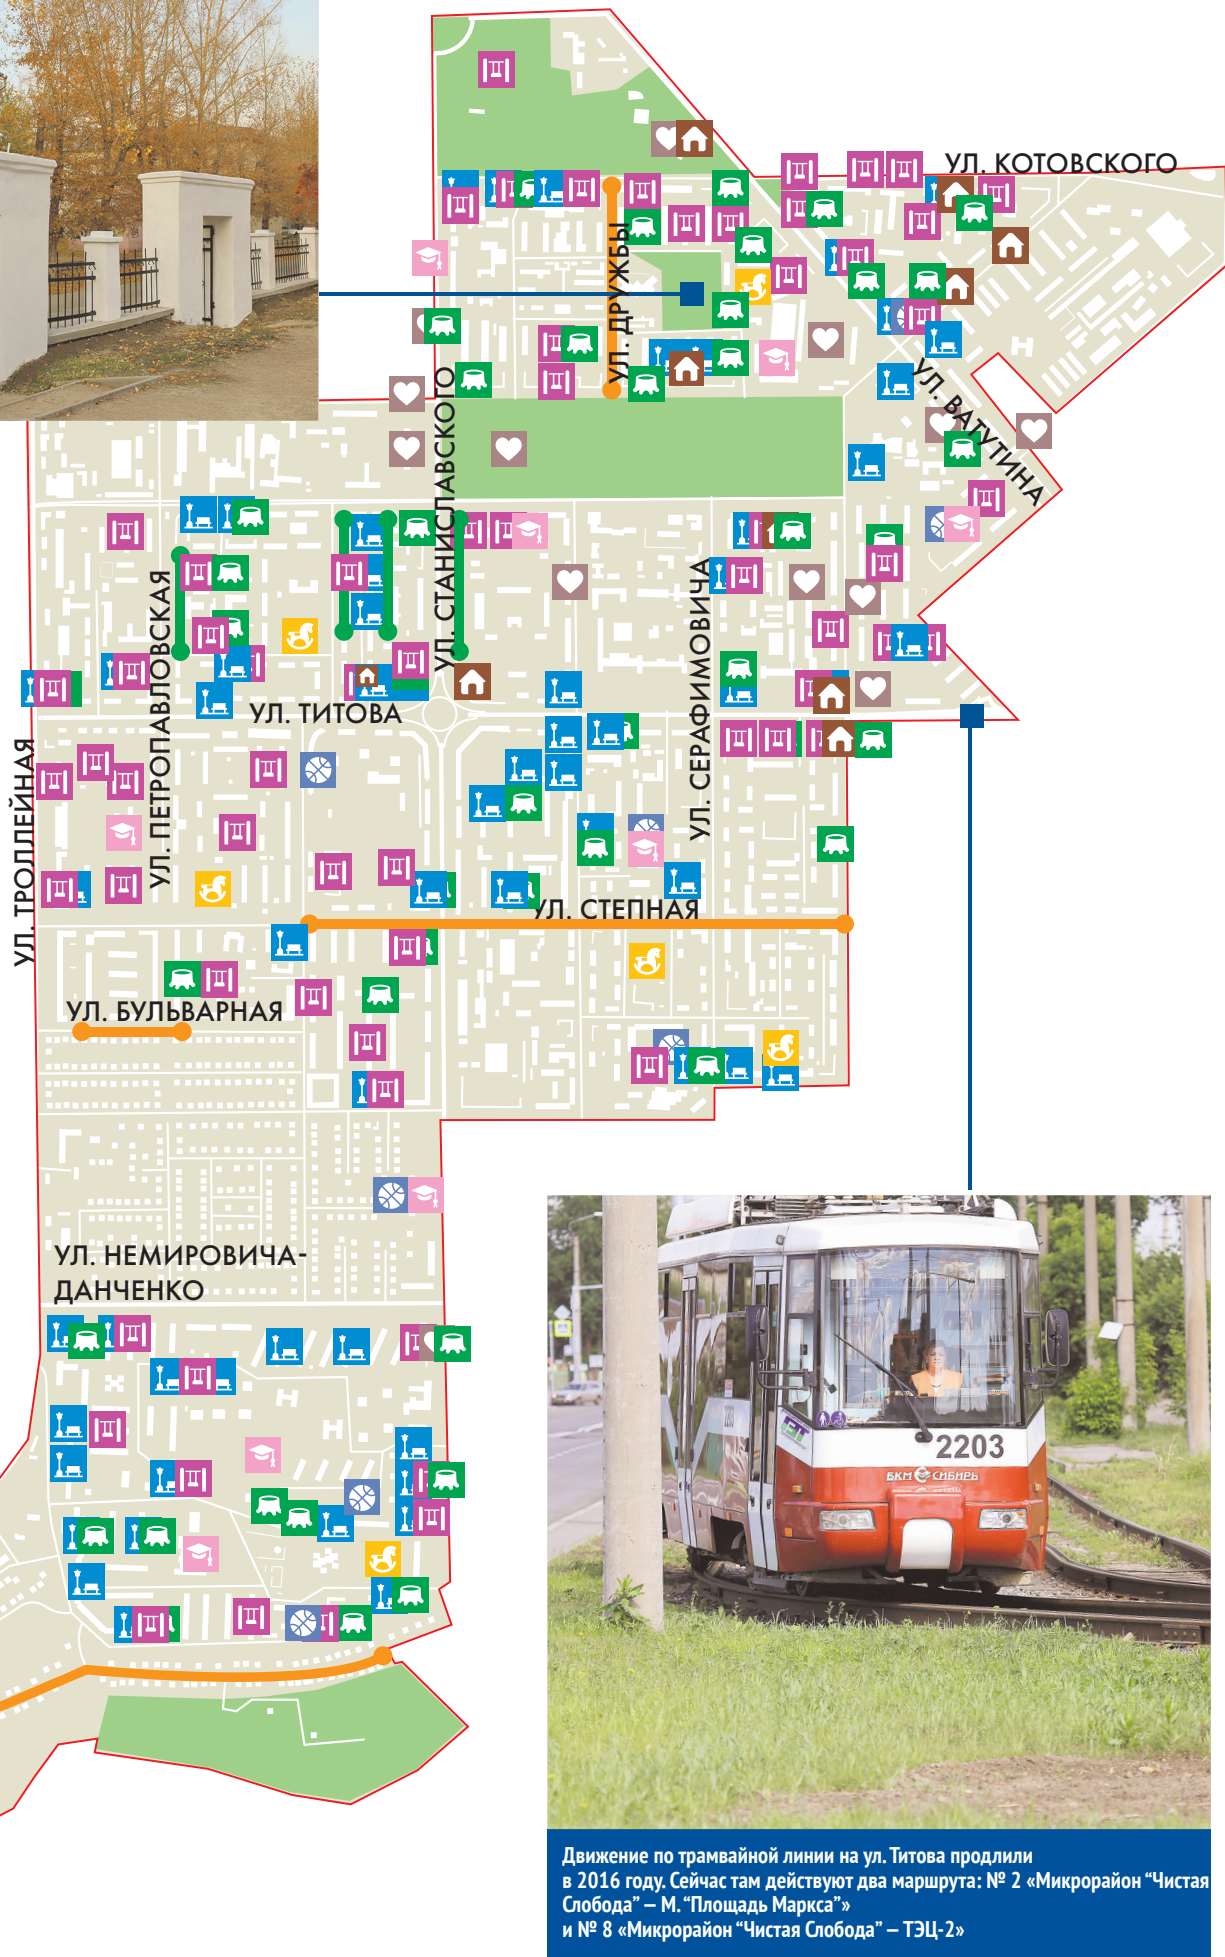 УЛ. КОТОВСКОГО
УЛ. ДРУЖБЫ
УЛ. ВАТУТИНА
УЛ. СТАНИСЛАВСКОГО
УЛ. СЕРАФИМОВИЧА
УЛ. ПЕТРОПАВЛОВСКАЯ
УЛ. ТИТОВА
УЛ. ТРОЛЛЕЙНАЯ
УЛ. СТЕПНАЯ
УЛ. БУЛЬВАРНАЯ
УЛ. НЕМИРОВИЧА-
ДАНЧЕНКО
2203
2203
БКМ СИБИРЬ
Движение по трамвайной линии на ул. Титова продлили
в 2016 году. Сейчас там действуют два маршрута: № 2 «Микрорайон “Чистая
Слобода” – М. “Площадь Маркса”»
и № 8 «Микрорайон “Чистая Слобода” – ТЭЦ-2»